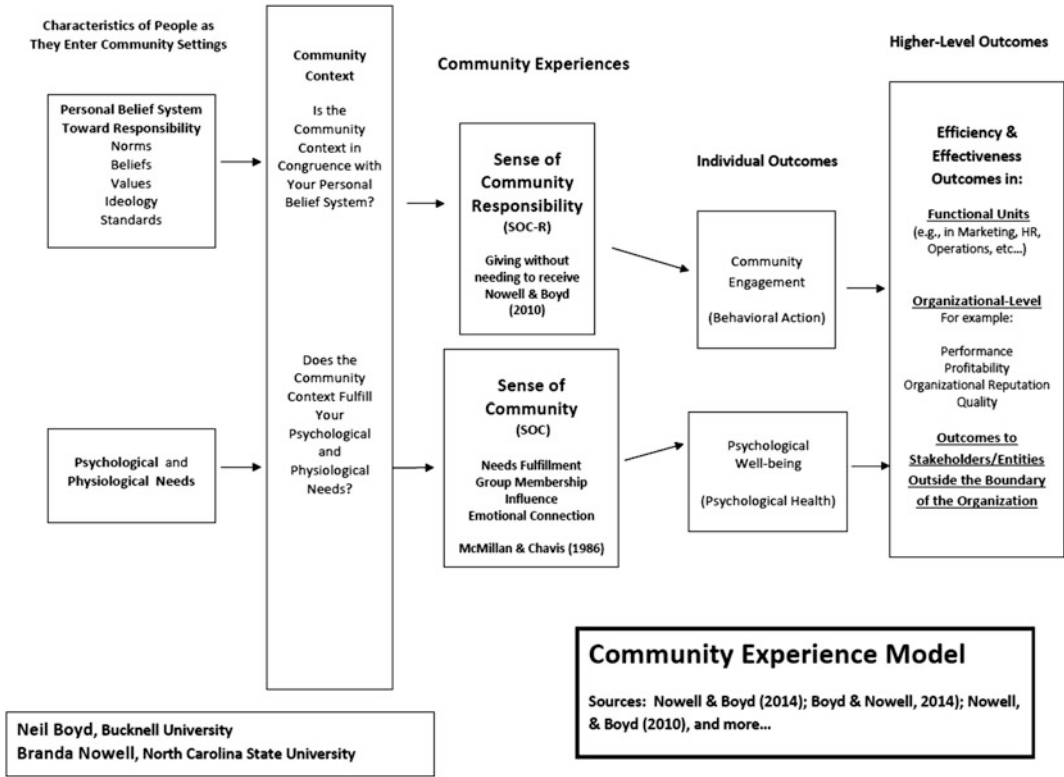 Characteristics of People as
They Enter Community Settings
Personal Belief System
Toward Responsibility
Norms
Beliefs
Values
Ideology
Standards
Psychological and
Physiological Needs
Community
Context
Is the
Community
Context in
Congruence with
Your Personal
Belief System?
Does the
Community
Context Fulfill
Your
Psychological
and
Physiological
Needs?
Community Experiences
Sense of
Community
Responsibility
(SOC-R)
Giving without
needing to receive
Nowell & Boyd
(2010)
Sense of
Community
(SOC)
Needs Fulfillment
Group Membership
Influence
Emotional Connection
McMillan & Chavis (1986)
Individual Outcomes
Community
Engagement
(Behavioral Action)
Psychological
Well-being
(Psychological Health)
Higher-Level Outcomes
Efficiency &
Effectiveness
Outcomes in:
Functional Units
(e.g., in Marketing, HR,
Operations, etc...)
Organizational-Level
For example:
Performance
Profitability
Organizational Reputation
Quality
Outcomes to
Stakeholders/Entities
Outside the Boundary
of the Organization
Community Experience Model
Sources: Nowell & Boyd (2014); Boyd & Nowell, 2014); Nowell,
& Boyd (2010), and more...
Neil Boyd, Bucknell University
Branda Nowell, North Carolina State University